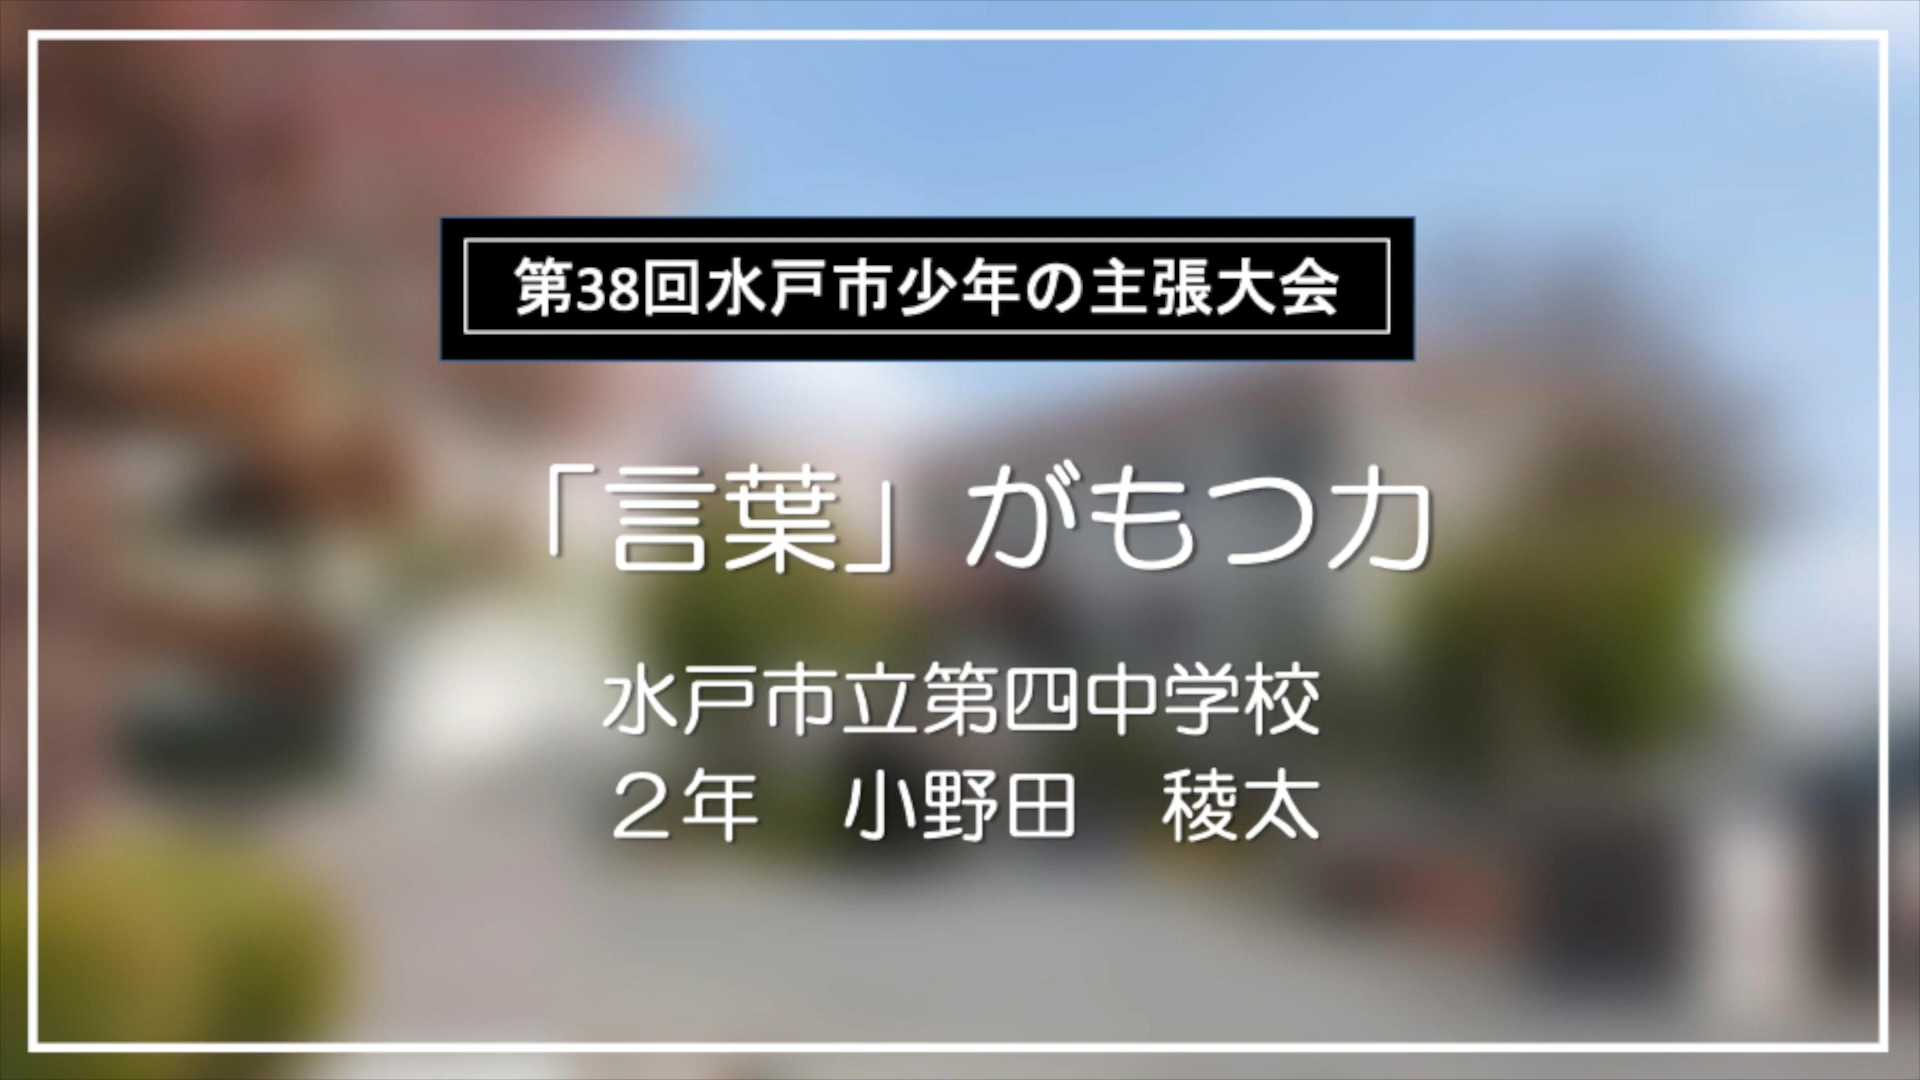 第38回水戸市少年の主張大会
「言葉」がもつ力
水戸市立第四中学校
２年　小野田　稜太